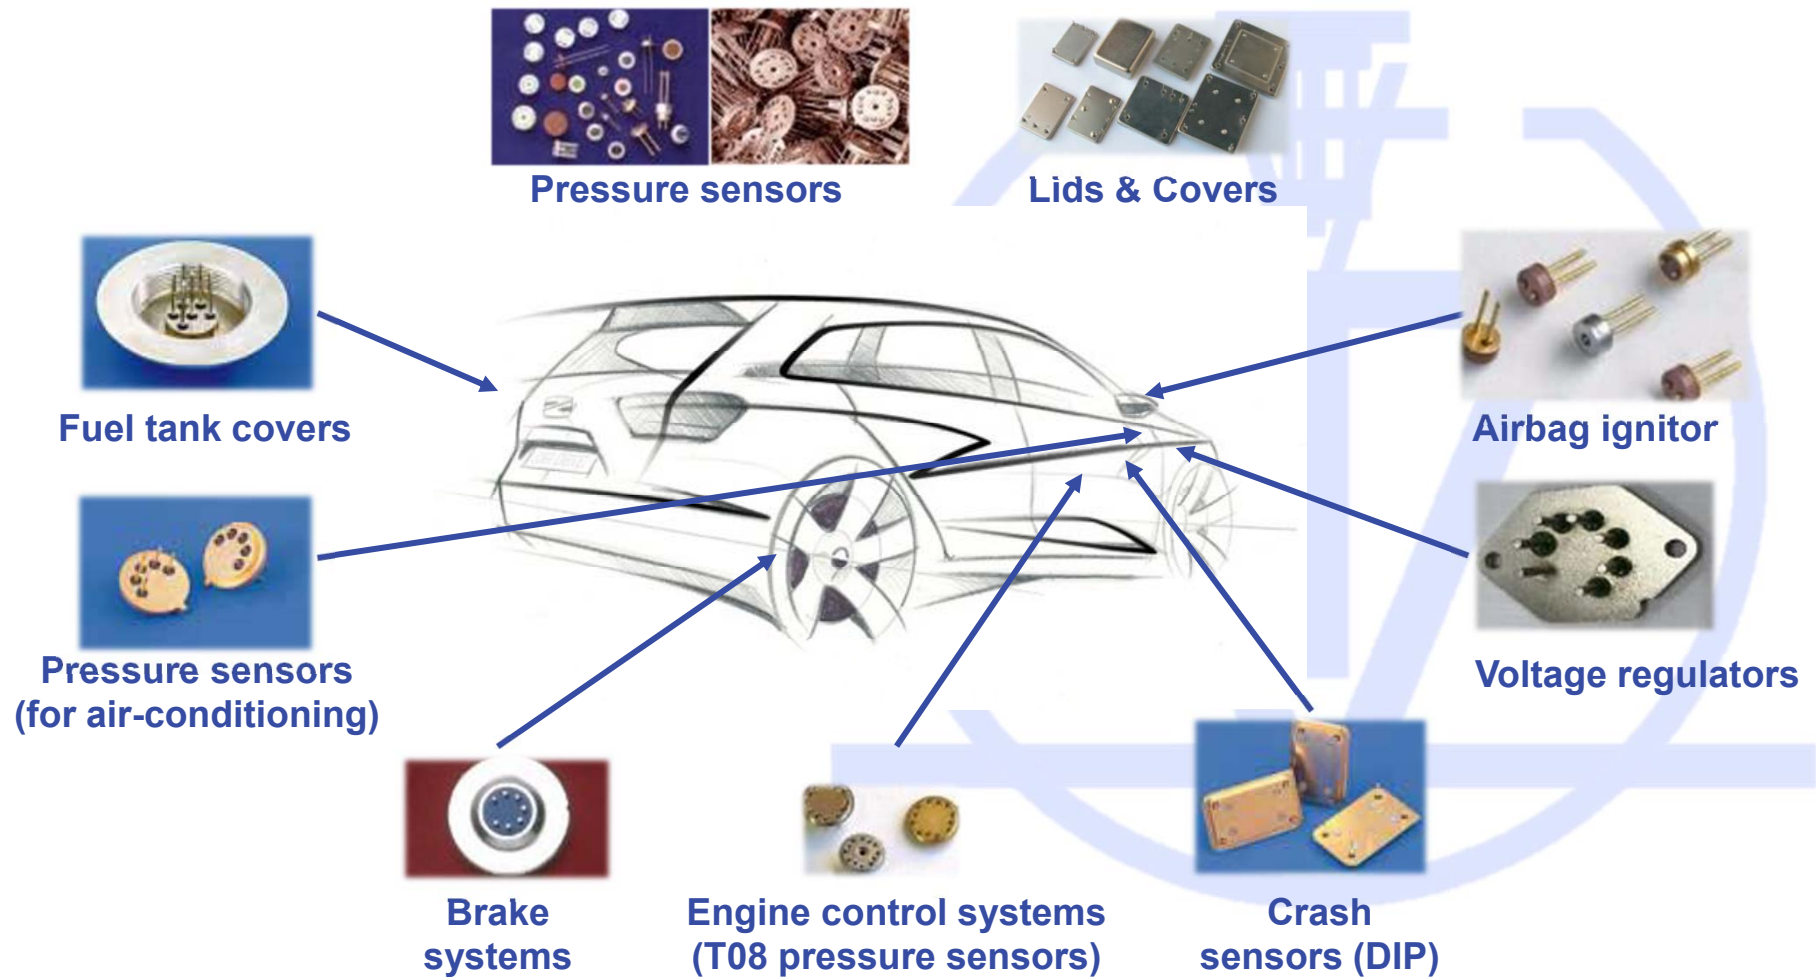 Pressure sensors
Lids & Covers
Fuel tank covers
Airbag ignitor
Pressure sensors
(for air-conditioning)
Voltage regulators
Brake
systems
Engine control systems
(T08 pressure sensors)
Crash
sensors (DIP)